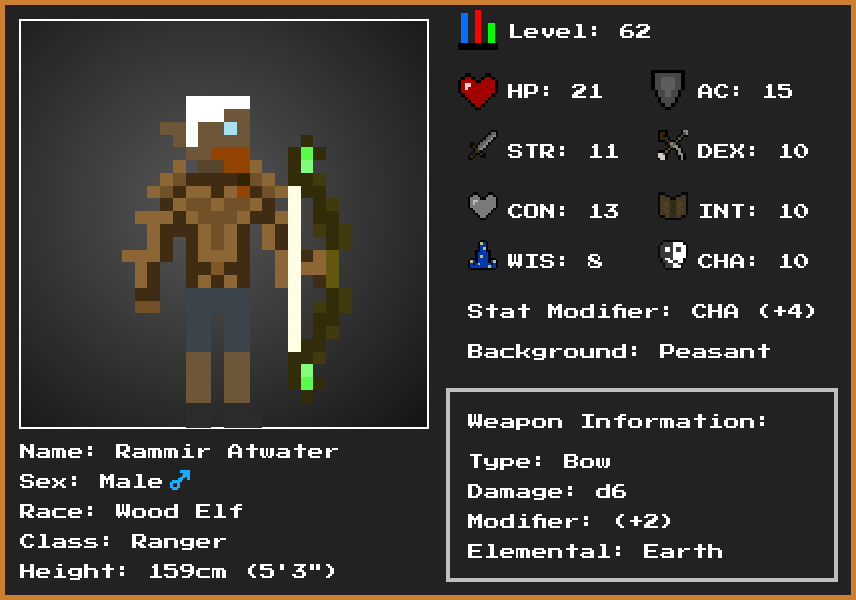 Level: 62
HP: 21
AC: 15
STR: 11
DEX: 10
CON: 13
INT: 10
WIS: 8
CHA: 10
Stat Modifier: CHA (+4)
Background: Peasant
Weapon Information:
Type: Bow
Damage: d6
Modifier: (+2)
Elemental: Earth
Name: Rammir Atwater
Sex: Male♂
Race: Wood Elf
Class: Ranger
Height: 159cm (5'3")